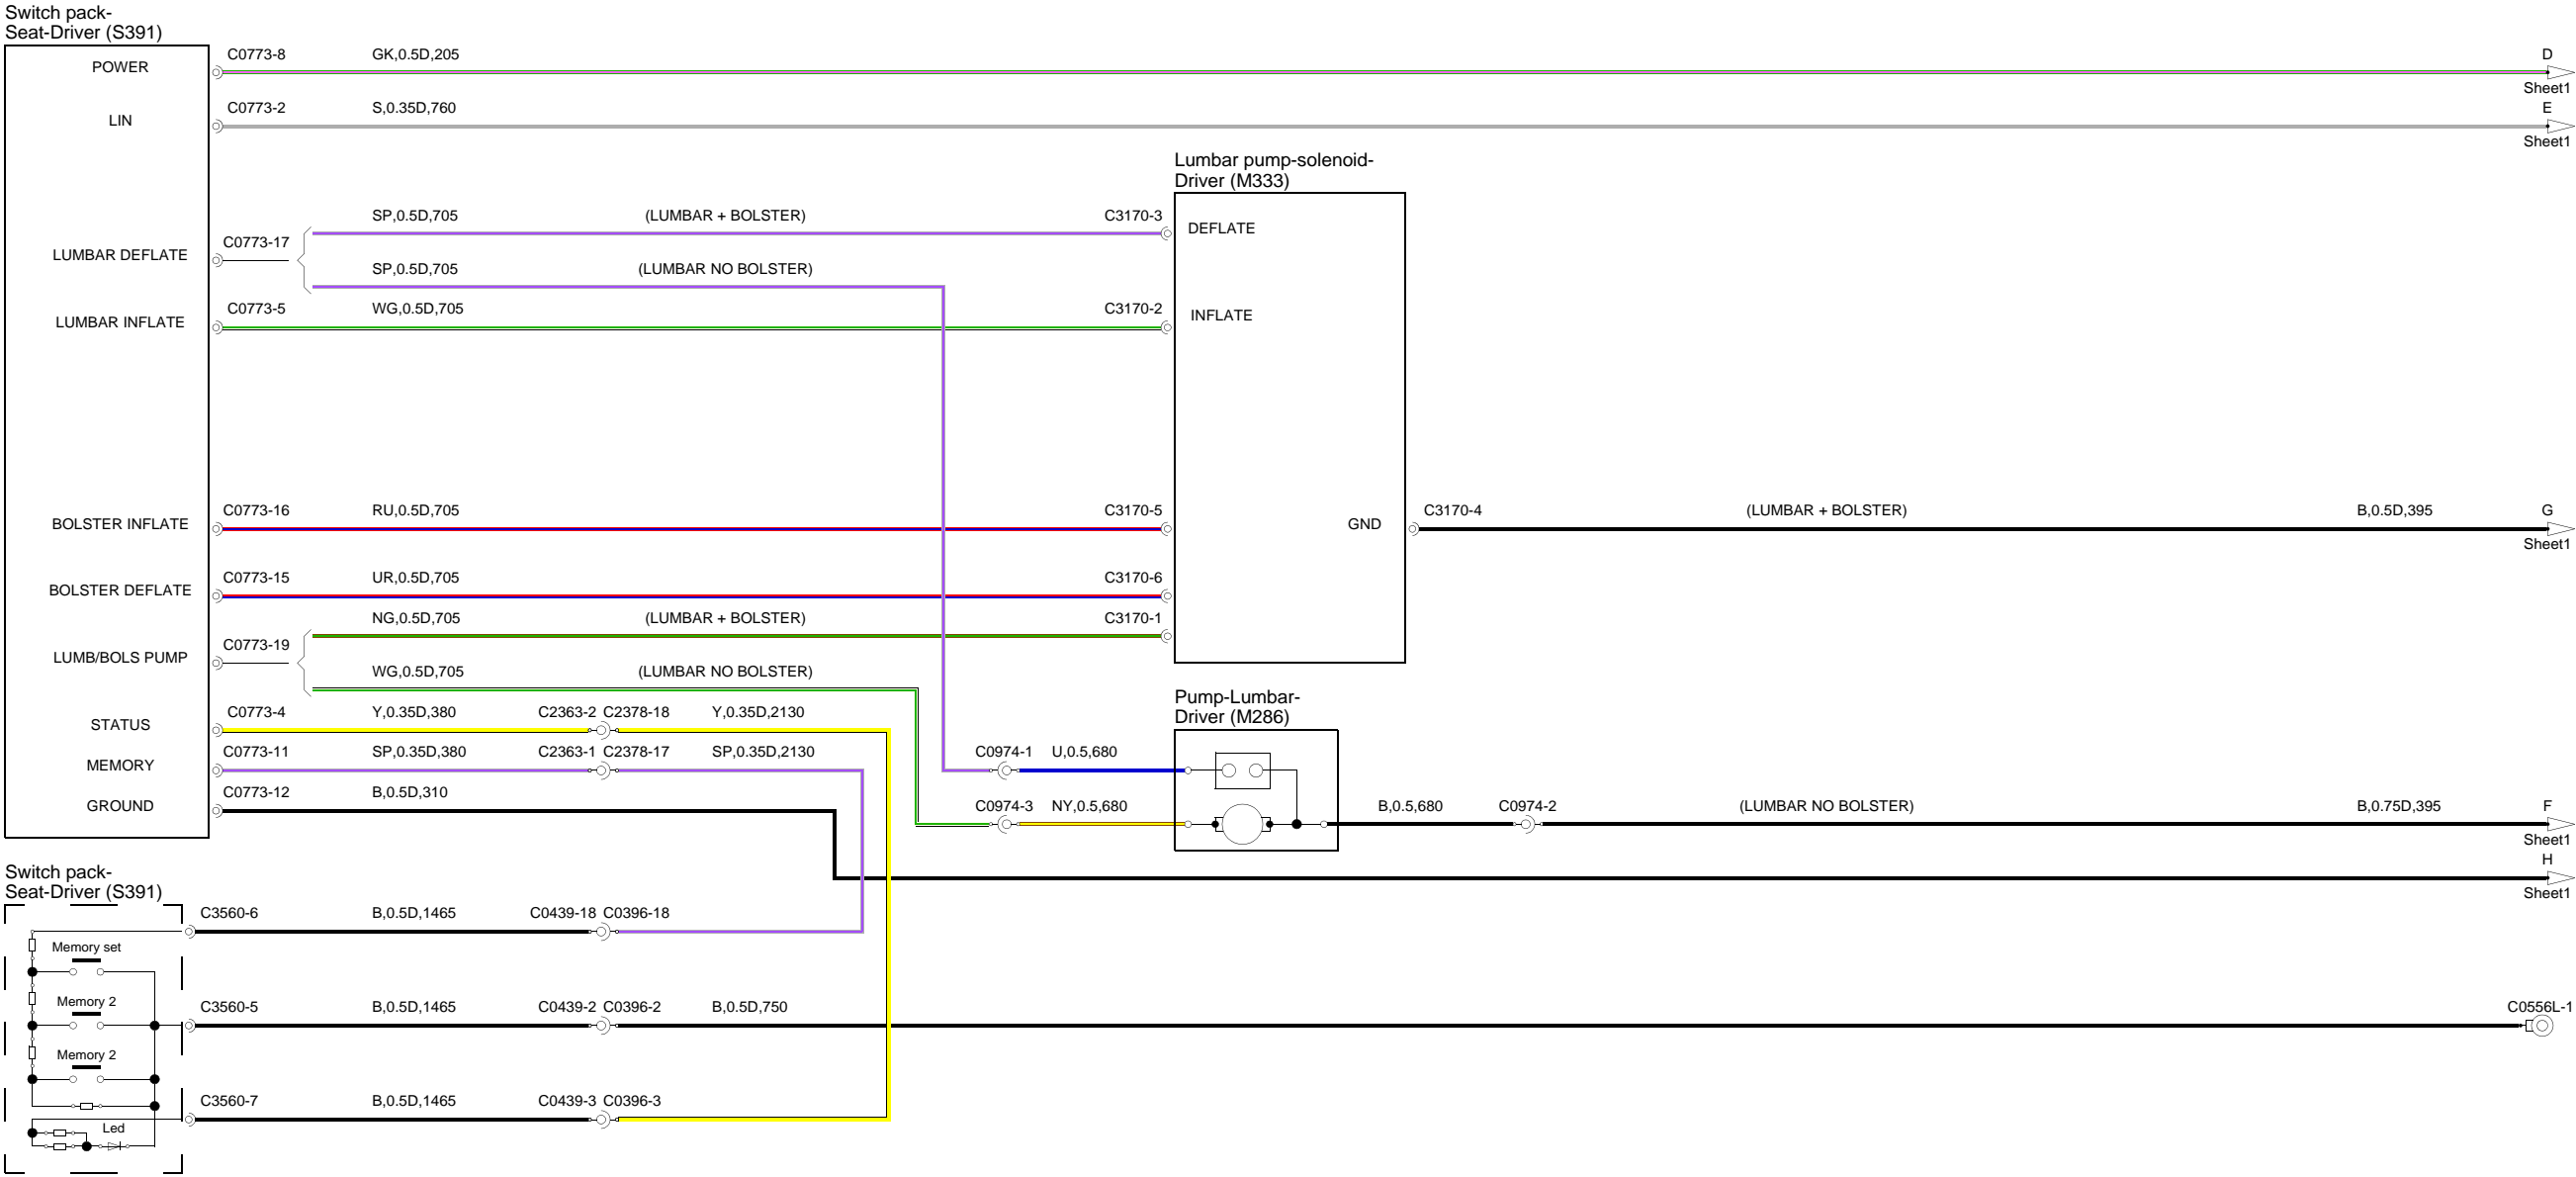 Switch pack-
Seat-Driver (S391)
POWER
C0773-8
GK,0.5D,205
D
Sheet1
LIN
C0773-2
S,0.35D,760
E
Sheet1
Lumbar pump-solenoid-
Driver (M333)
LUMBAR DEFLATE
C0773-17
SP,0.5D,705
(LUMBAR + BOLSTER)
C3170-3
DEFLATE
SP,0.5D,705
(LUMBAR NO BOLSTER)
LUMBAR INFLATE
C0773-5
WG,0.5D,705
C3170-2
INFLATE
BOLSTER INFLATE
C0773-16
RU,0.5D,705
C3170-5
GND
C3170-4
(LUMBAR + BOLSTER)
B,0.5D,395
G
Sheet1
BOLSTER DEFLATE
C0773-15
UR,0.5D,705
C3170-6
LUMB/BOLS PUMP
C0773-19
NG,0.5D,705
(LUMBAR + BOLSTER)
C3170-1
WG,0.5D,705
(LUMBAR NO BOLSTER)
Pump-Lumbar-
Driver (M286)
STATUS
C0773-4
Y,0.35D,380
C2363-2
C2378-18
Y,0.35D,2130
MEMORY
C0773-11
SP,0.35D,380
C2363-1
C2378-17
SP,0.35D,2130
C0974-1
U,0.5,680
GROUND
C0773-12
B,0.5D,310
C0974-3
NY,0.5,680
B,0.5,680
C0974-2
(LUMBAR NO BOLSTER)
B,0.75D,395
F
Sheet1
H
Sheet1
Switch pack-
Seat-Driver (S391)
C3560-6
B,0.5D,1465
C0439-18
C0396-18
Memory set
Memory 2
C3560-5
B,0.5D,1465
C0439-2
C0396-2
B,0.5D,750
C0556L-1
Memory 2
C3560-7
B,0.5D,1465
C0439-3
C0396-3
Led